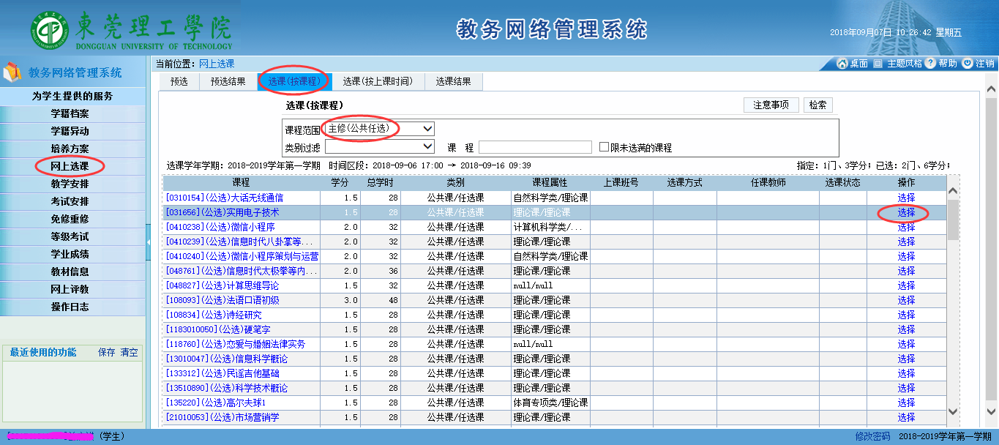 東莞理工學院
DONGGUAN UNIVERSITY OF TECHNOLOGY
教务网络管理系统
2018年09月07日 10:26:42 星期五
教务网络管理系统
当前位置：网上选课
桌面 主题风格 帮助 注销
为学生提供的服务
学籍档案
学籍异动
培养方案
网上选课
教学安排
考试安排
免修重修
等级考试
学业成绩
教材信息
网上评教
操作日志
最近使用的功能 保存 清空
预选 预选结果 选课(按课程) 选课(按上课时间) 选课结果
选课(按课程) 注意事项 检索
课程范围 主修(公共任选)
类别过滤 课 程 限未选满的课程
选课学年学期：2018-2019学年第一学期 时间区段：2018-09-06 17:00 → 2018-09-16 09:39 指定：1门、3学分；已选：2门、6学分；
课程 学分 总学时 类别 课程属性 上课班号 选课方式 任课教师 选课状态 操作
[0310154](公选)大话无线通信 1.5 28 公共课/任选课 自然科学类/理论课 选择
[031656](公选)实用电子技术 1.5 28 公共课/任选课 理论课/理论课 选择
[0410238](公选)微信小程序 2.0 32 公共课/任选课 计算机科学类/... 选择
[0410239](公选)信息时代八卦掌等... 2.0 32 公共课/任选课 理论课/理论课 选择
[0410240](公选)微信小程序策划与运营 2.0 32 公共课/任选课 自然科学类/理论课 选择
[048761](公选)信息时代太极拳等内... 2.0 36 公共课/任选课 理论课/理论课 选择
[048827](公选)计算思维导论 1.5 32 公共课/任选课 null/null 选择
[108093](公选)法语口语初级 3.0 48 公共课/任选课 理论课/理论课 选择
[108834](公选)诗经研究 1.5 28 公共课/任选课 理论课/理论课 选择
[1183010050](公选)硬笔字 1.5 28 公共课/任选课 理论课/理论课 选择
[118760](公选)恋爱与婚姻法律实务 1.5 28 公共课/任选课 null/null 选择
[13010047](公选)信息科学概论 1.5 28 公共课/任选课 理论课/理论课 选择
[133312](公选)民谣吉他基础 1.5 28 公共课/任选课 理论课/理论课 选择
[13510890](公选)科学技术概论 1.5 28 公共课/任选课 理论课/理论课 选择
[135220](公选)高尔夫球1 1.5 28 公共课/任选课 体育专项类/理论课 选择
[21010053](公选)市场营销学 1.5 28 公共课/任选课 理论课/理论课 选择
(学生) 修改密码 2018-2019学年第一学期